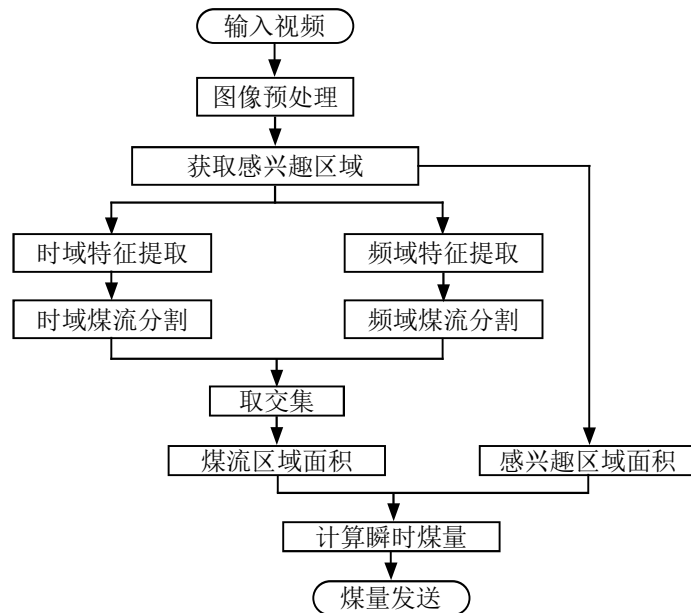 输入视频
图像预处理
获取感兴趣区域
时域特征提取
频域特征提取
时域煤流分割
频域煤流分割
取交集
煤流区域面积
感兴趣区域面积
计算瞬时煤量
煤量发送